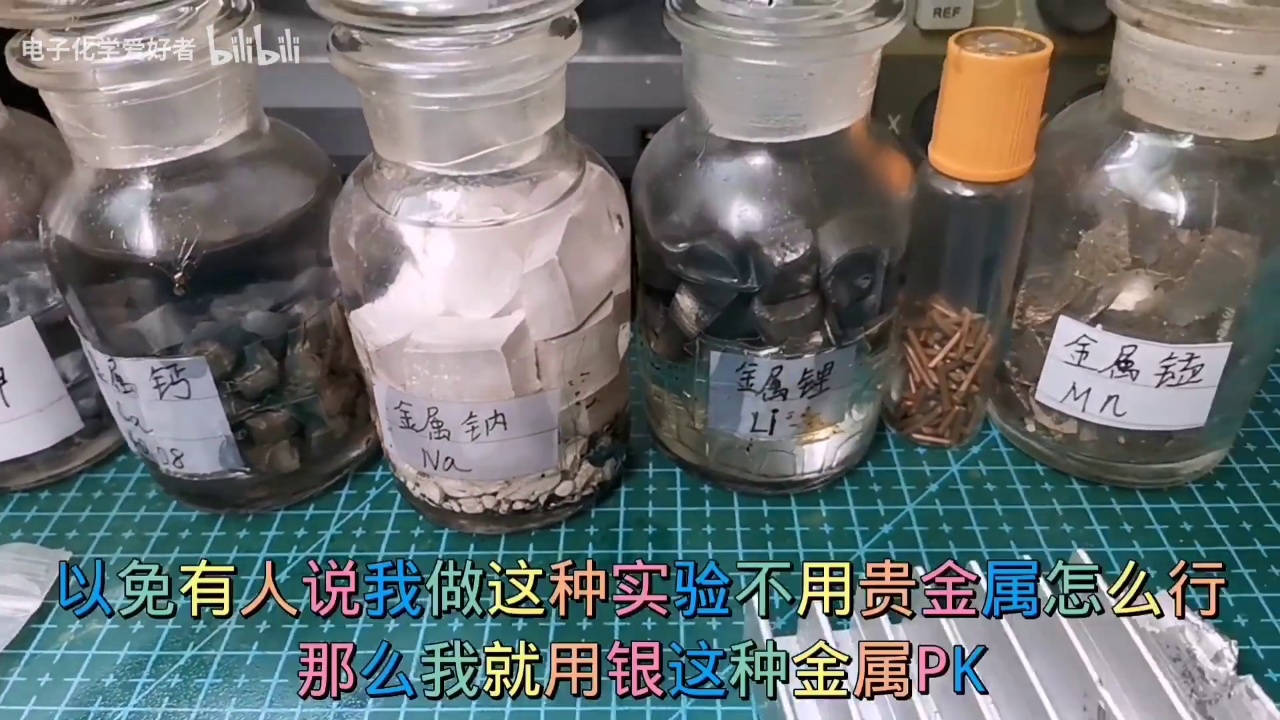 电子化学爱好者 bilibili
REF
X
金属钙
Ca
金属钠
Na
金属锂
Li
金属锰
Mn
以免有人说我做这种实验不用贵金属怎么行
那么我就用银这种金属PK